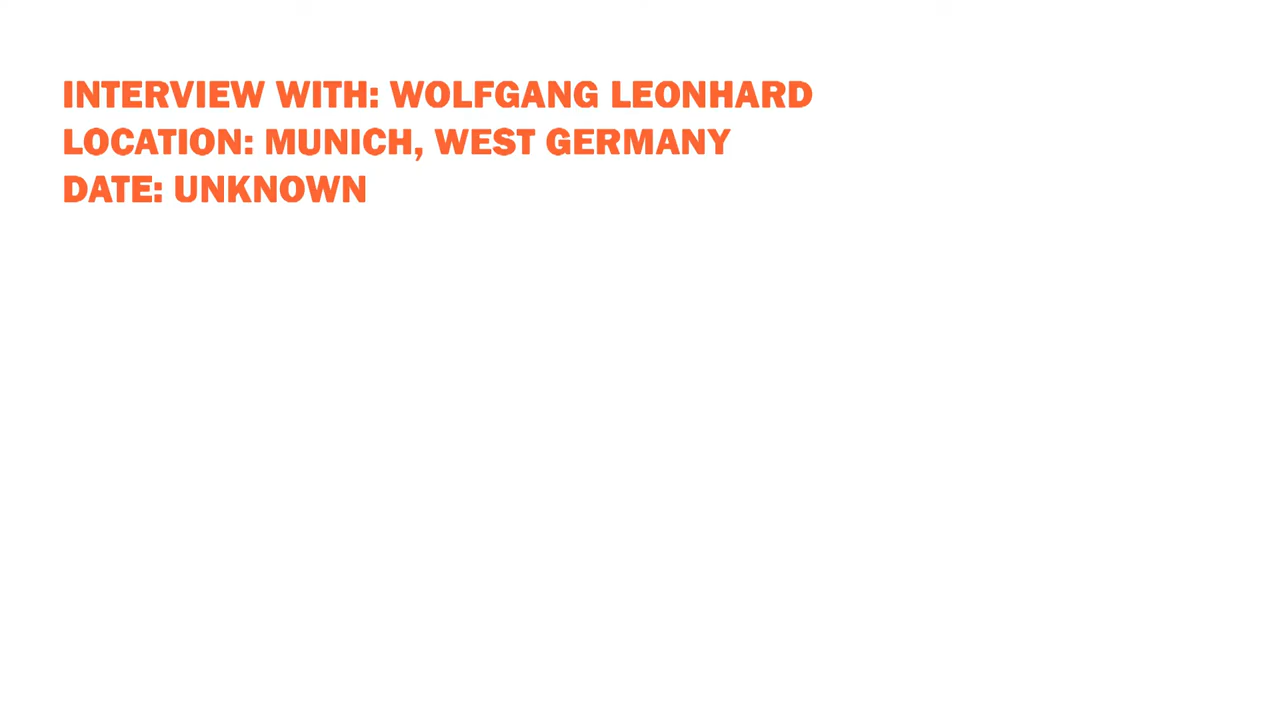 INTERVIEW WITH: WOLFGANG LEONHARD
LOCATION: MUNICH, WEST GERMANY
DATE: UNKNOWN